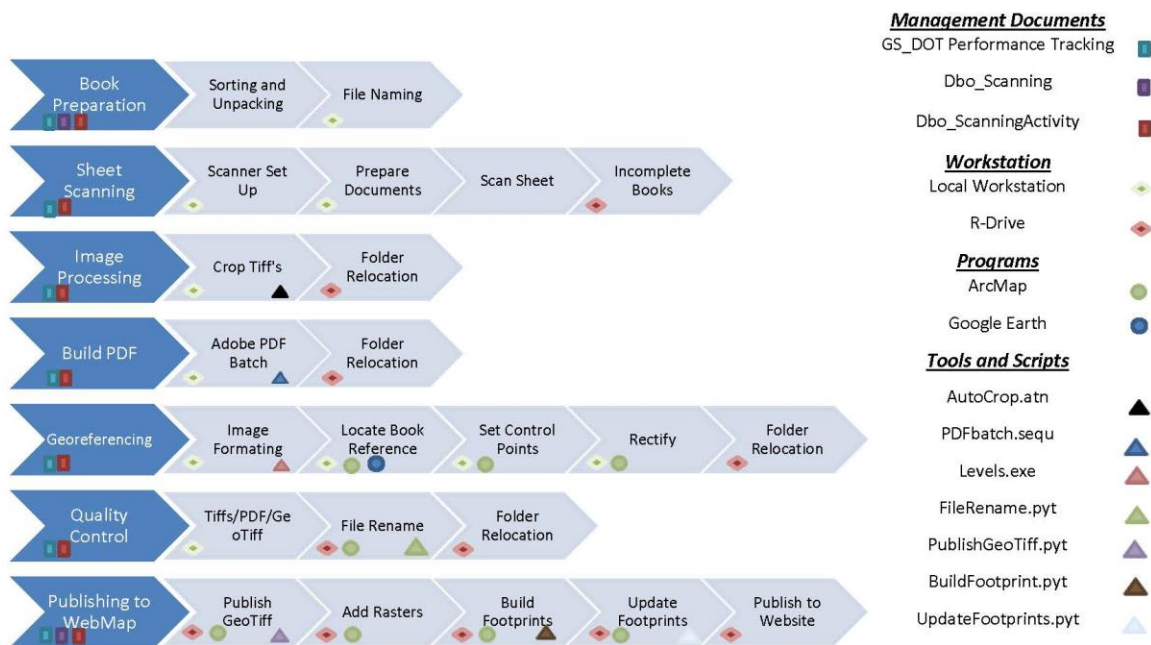 Book
Preparation
Sorting and
Unpacking
File Naming
Sheet
Scanning
Scanner Set
Up
Prepare
Documents
Scan Sheet
Incomplete
Books
Image
Processing
Crop Tiff's
Folder
Relocation
Build PDF
Adobe PDF
Batch
Folder
Relocation
Georeferencing
Image
Formating
Locate Book
Reference
Set Control
Points
Rectify
Folder
Relocation
Quality
Control
Tiffs/PDF/Ge
oTiff
File Rename
Folder
Relocation
Publishing to
WebMap
Publish
GeoTiff
Add Rasters
Build
Footprints
Update
Footprints
Publish to
Website
Management Documents
GS_DOT Performance Tracking
Dbo_Scanning
Dbo_ScanningActivity
Workstation
Local Workstation
R-Drive
Programs
ArcMap
Google Earth
Tools and Scripts
AutoCrop.atn
PDFbatch.sequ
Levels.exe
FileRename.pyt
PublishGeoTiff.pyt
BuildFootprint.pyt
UpdateFootprints.pyt